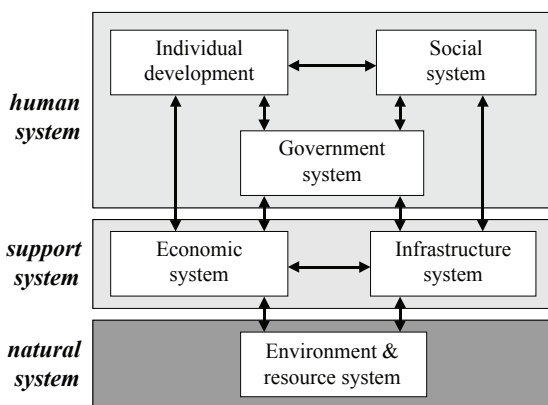 Individual
development
Social
system
human
system
Government
system
support
system
Economic
system
Infrastructure
system
natural
system
Environment &
resource system